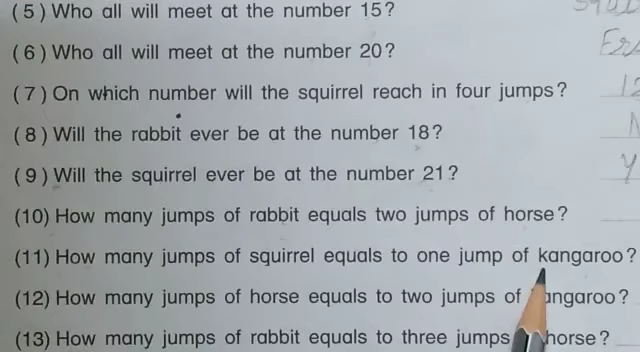 (5) Who all will meet at the number 15?
(6) Who all will meet at the number 20?
(7) On which number will the squirrel reach in four jumps? 12
(8) Will the rabbit ever be at the number 18? N
(9) Will the squirrel ever be at the number 21? Y
(10) How many jumps of rabbit equals two jumps of horse?
(11) How many jumps of squirrel equals to one jump of kangaroo?
(12) How many jumps of horse equals to two jumps of kangaroo?
(13) How many jumps of rabbit equals to three jumps horse?